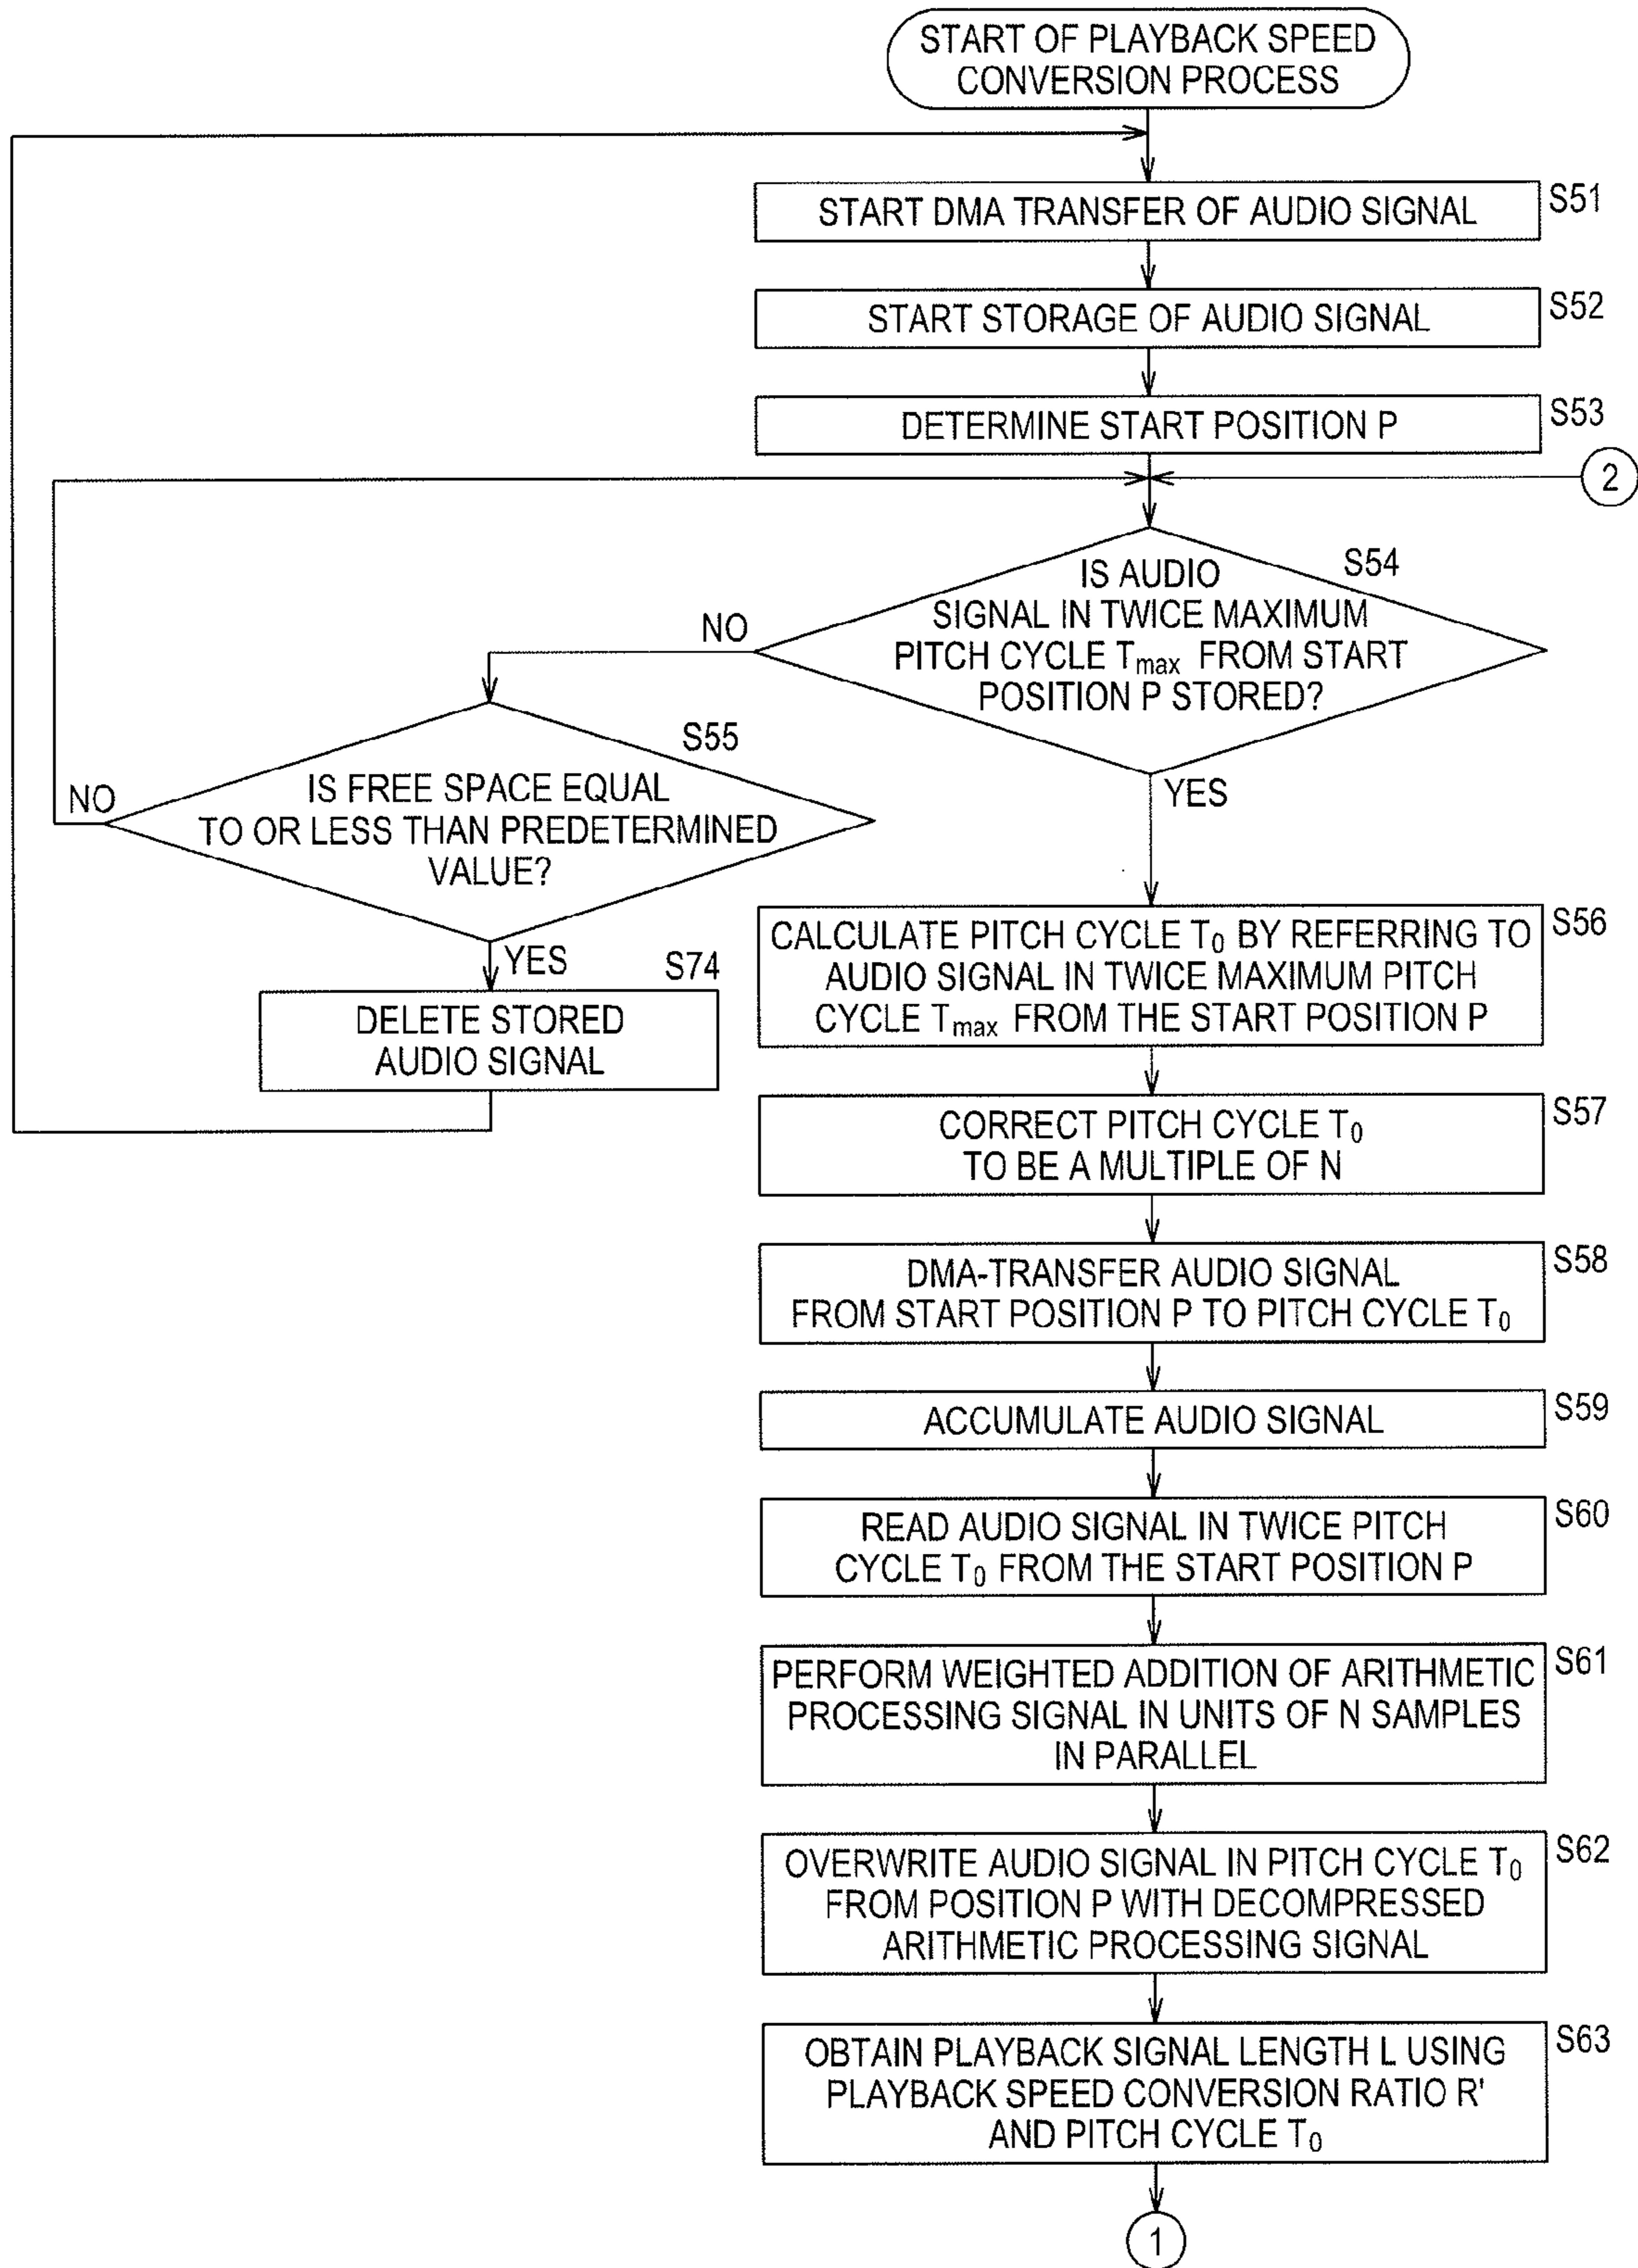 START OF PLAYBACK SPEED
CONVERSION PROCESS
START DMA TRANSFER OF AUDIO SIGNAL
S51
START STORAGE OF AUDIO SIGNAL
S52
DETERMINE START POSITION P
S53
2
S54
IS AUDIO
SIGNAL IN TWICE MAXIMUM
PITCH CYCLE Tmax FROM START
POSITION P STORED?
NO
YES
S55
IS FREE SPACE EQUAL
TO OR LESS THAN PREDETERMINED
VALUE?
NO
YES
S74
DELETE STORED
AUDIO SIGNAL
CALCULATE PITCH CYCLE T0 BY REFERRING TO
AUDIO SIGNAL IN TWICE MAXIMUM PITCH
CYCLE Tmax FROM THE START POSITION P
S56
CORRECT PITCH CYCLE T0
TO BE A MULTIPLE OF N
S57
DMA-TRANSFER AUDIO SIGNAL
FROM START POSITION P TO PITCH CYCLE T0
S58
ACCUMULATE AUDIO SIGNAL
S59
READ AUDIO SIGNAL IN TWICE PITCH
CYCLE T0 FROM THE START POSITION P
S60
PERFORM WEIGHTED ADDITION OF ARITHMETIC
PROCESSING SIGNAL IN UNITS OF N SAMPLES
IN PARALLEL
S61
OVERWRITE AUDIO SIGNAL IN PITCH CYCLE T0
FROM POSITION P WITH DECOMPRESSED
ARITHMETIC PROCESSING SIGNAL
S62
OBTAIN PLAYBACK SIGNAL LENGTH L USING
PLAYBACK SPEED CONVERSION RATIO R'
AND PITCH CYCLE T0
S63
1